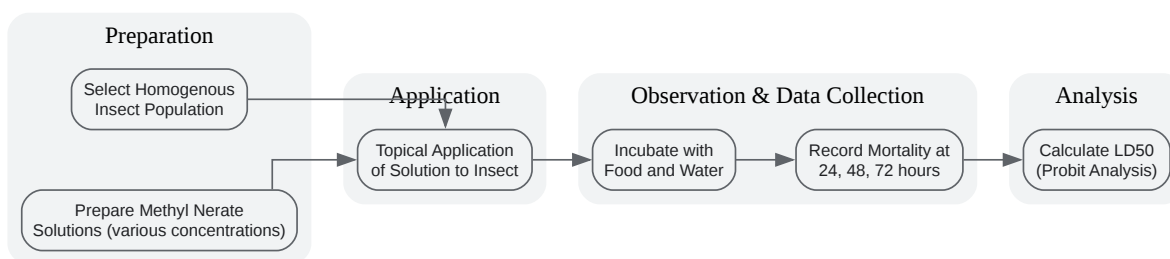 Preparation
Select Homogenous
Insect Population
Prepare Methyl Nerate
Solutions (various concentrations)
Application
Topical Application
of Solution to Insect
Observation & Data Collection
Incubate with
Food and Water
Record Mortality at
24, 48, 72 hours
Analysis
Calculate LD50
(Probit Analysis)